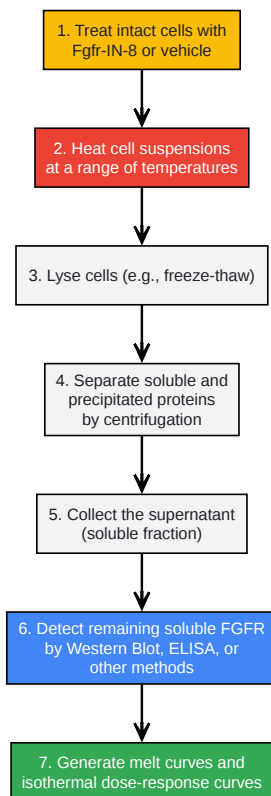 1. Treat intact cells with
Fgfr-IN-8 or vehicle
2. Heat cell suspensions
at a range of temperatures
3. Lyse cells (e.g., freeze-thaw)
4. Separate soluble and
precipitated proteins
by centrifugation
5. Collect the supernatant
(soluble fraction)
6. Detect remaining soluble FGFR
by Western Blot, ELISA, or
other methods
7. Generate melt curves and
isothermal dose-response curves